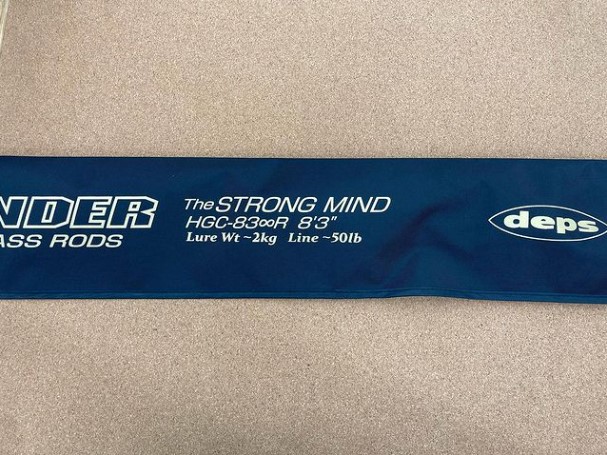 NDER
ASS RODS
The STRONG MIND
HGC-83∞R 8'3"
Lure Wt ~2kg Line ~50lb
deps